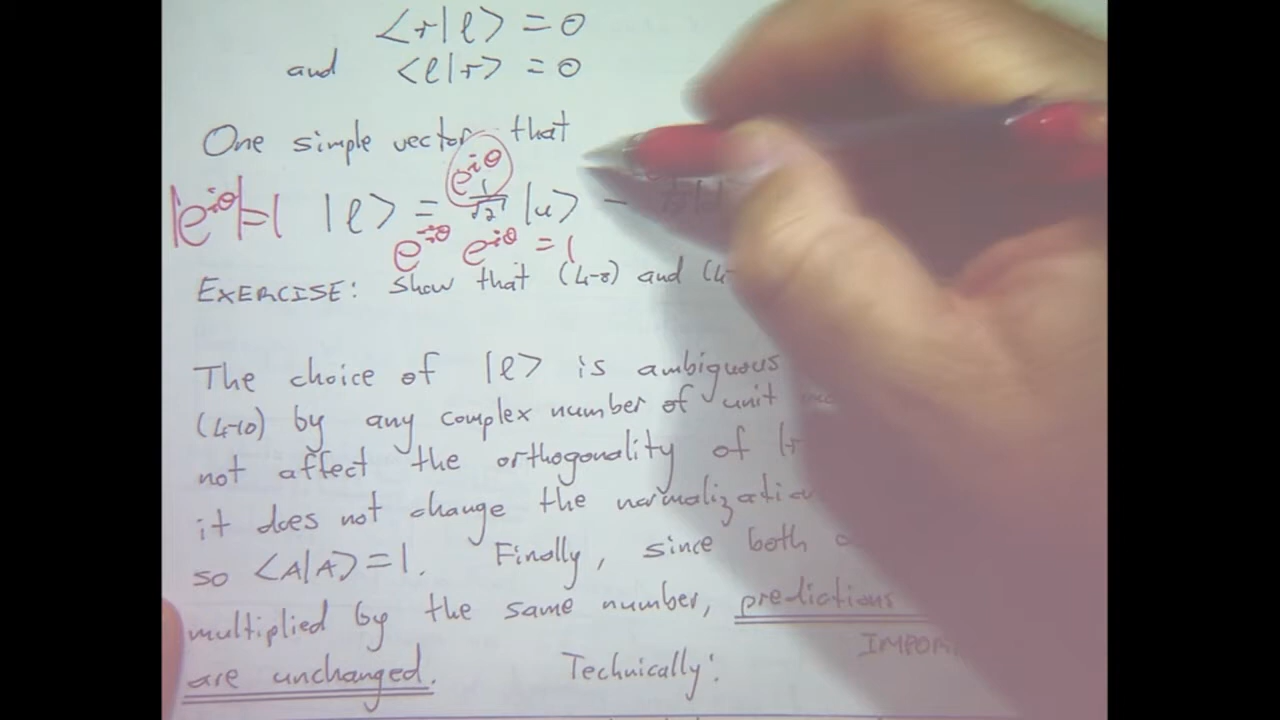 <r|l> = 0
and <l|r> = 0
One simple vector that
e^{iθ}
|e^{iθ}|=1 |l> = 1/√2 |u> -
e^{-iθ} e^{iθ} = 1
EXERCISE: Show that (4-8) and (4-
The choice of |l> is ambiguous
(4-10) by any complex number of unit
not affect the orthogonality of |r
it does not change the normalizatio
so <A|A> = 1. Finally, since both
multiplied by the same number, predictions
IMPOR
are unchanged. Technically: